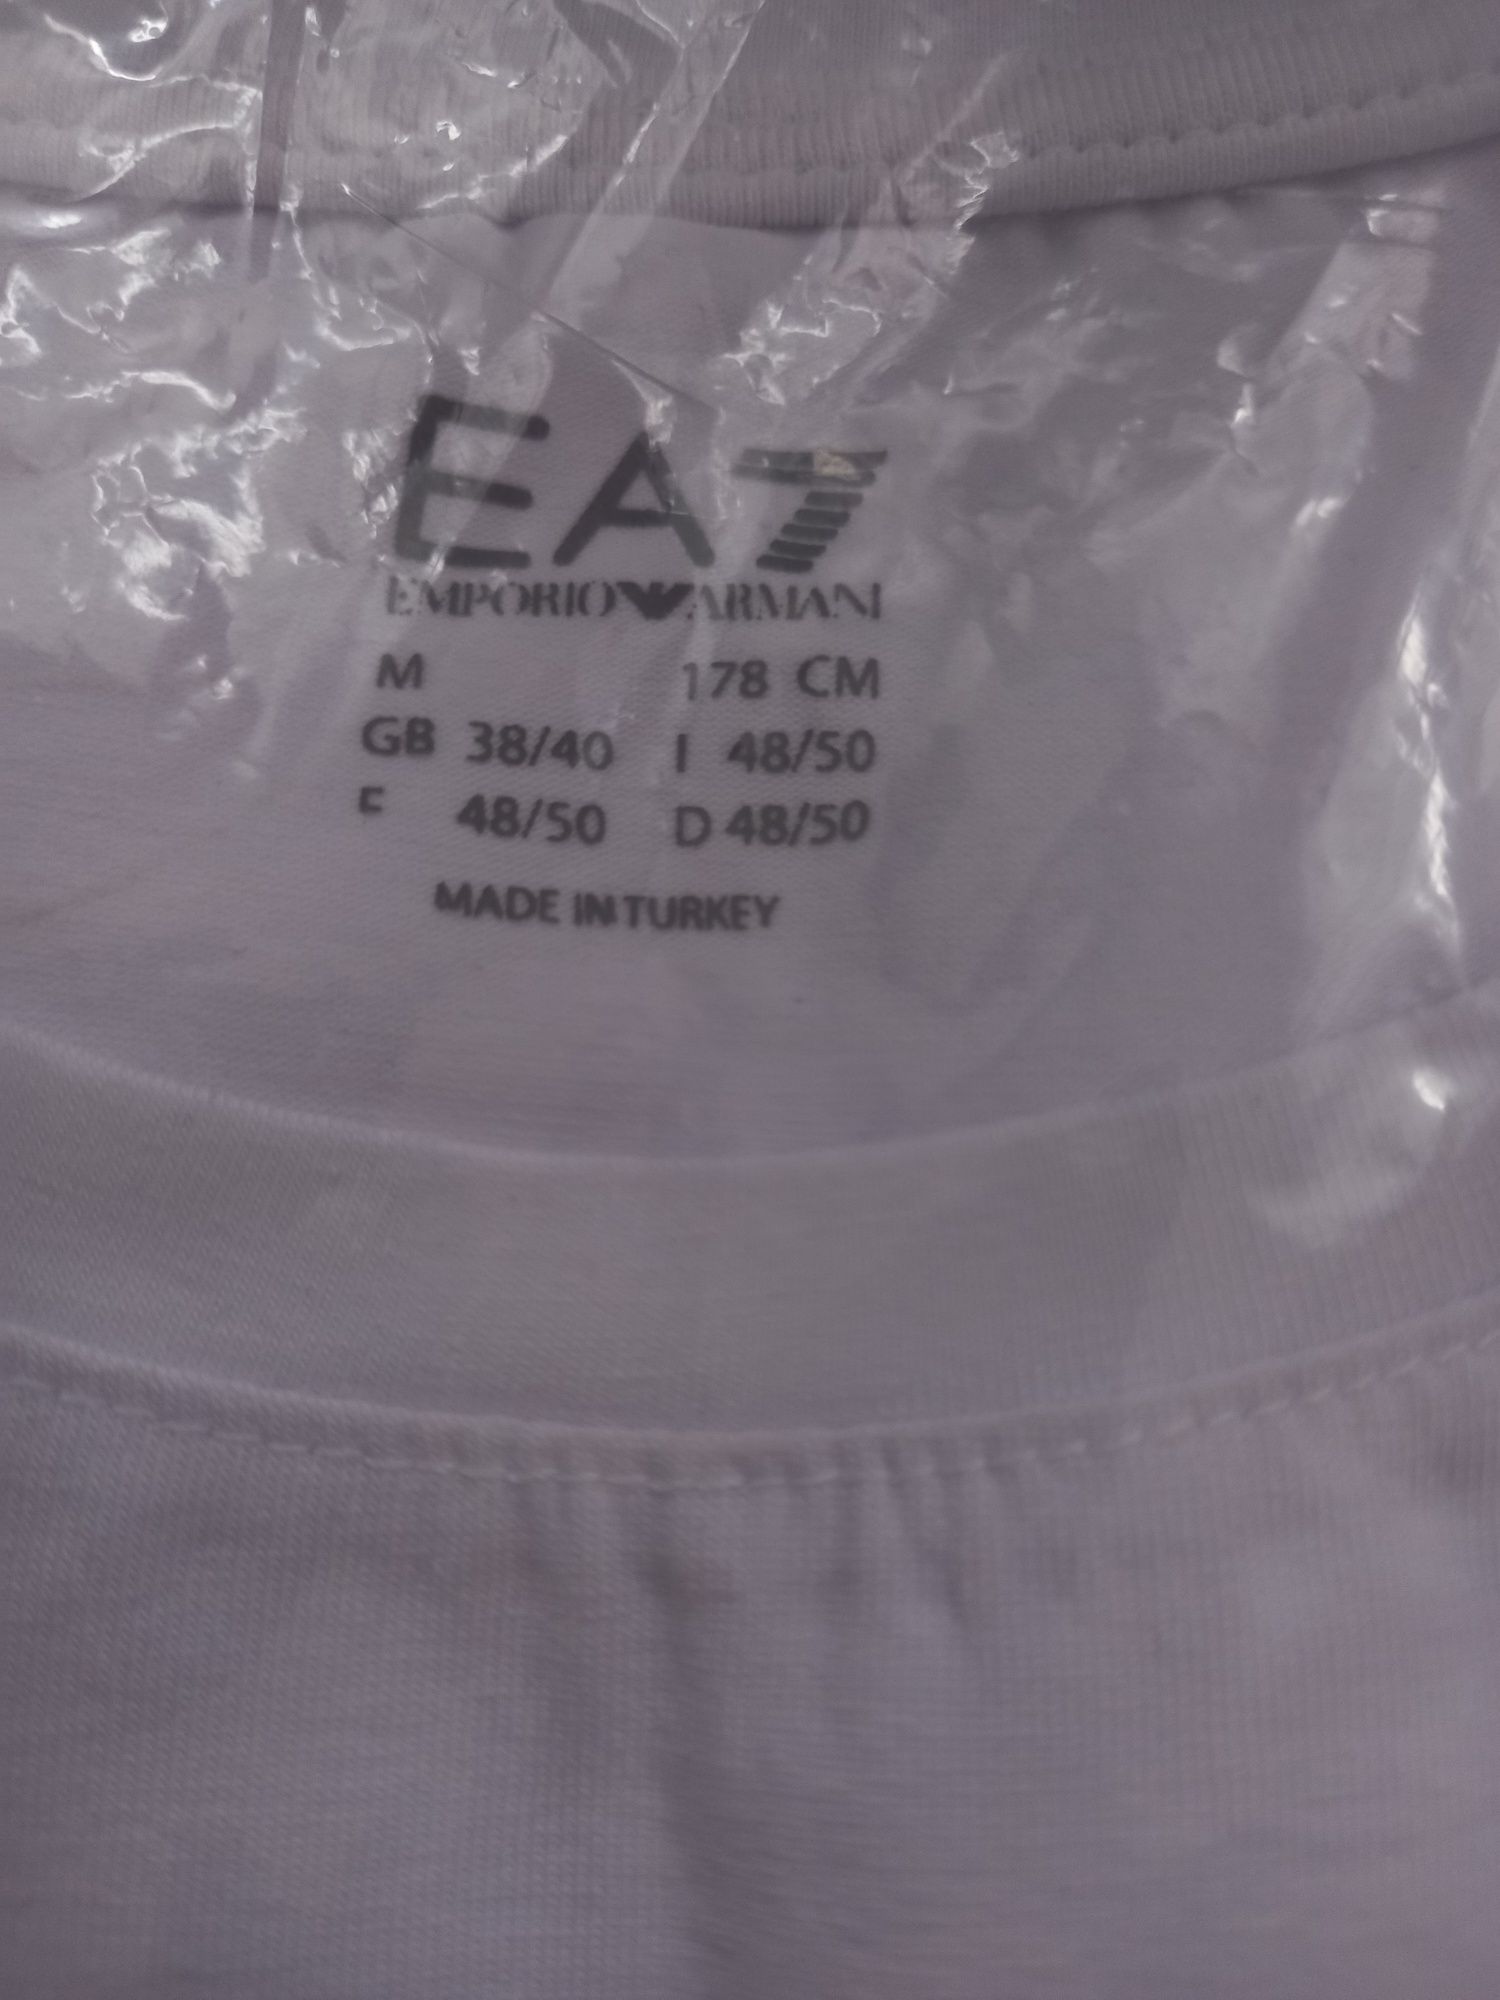 EA7
EMPORIO ARMANI
M 178 CM
GB 38/40 I 48/50
F 48/50 D 48/50
MADE IN TURKEY